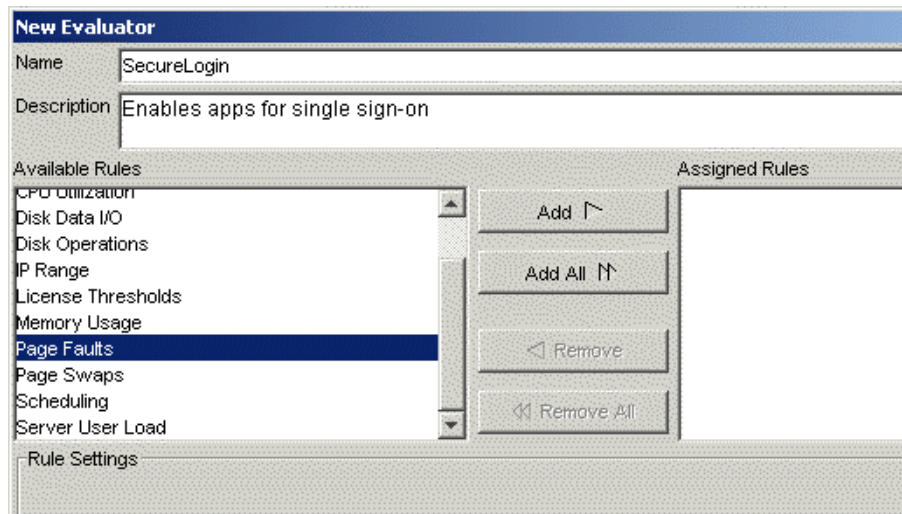 New Evaluator
Name SecureLogin
Description Enables apps for single sign-on
Available Rules
Assigned Rules
CPU Utilization
Disk Data I/O
Disk Operations
IP Range
License Thresholds
Memory Usage
Page Faults
Page Swaps
Scheduling
Server User Load
Add
Add All
Remove
Remove All
Rule Settings